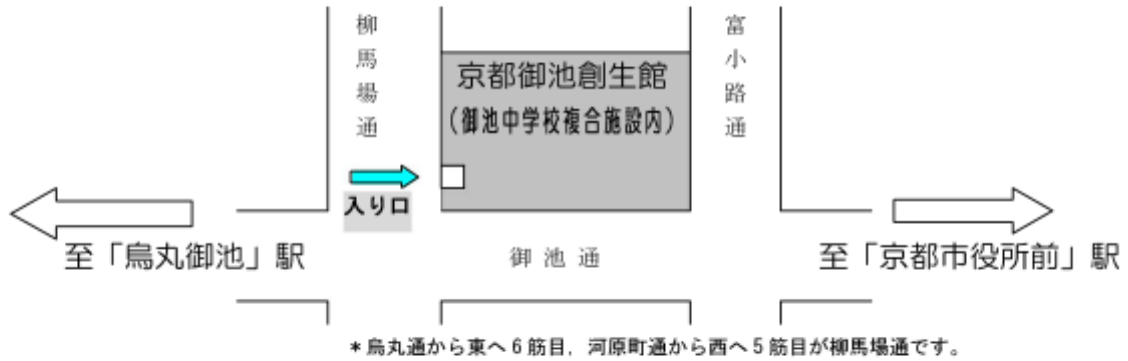 柳馬場通
富小路通
京都御池創生館
（御池中学校複合施設内）
入り口
至「烏丸御池」駅
御池通
至「京都市役所前」駅
＊烏丸通から東へ６筋目，河原町通から西へ５筋目が柳馬場通です。